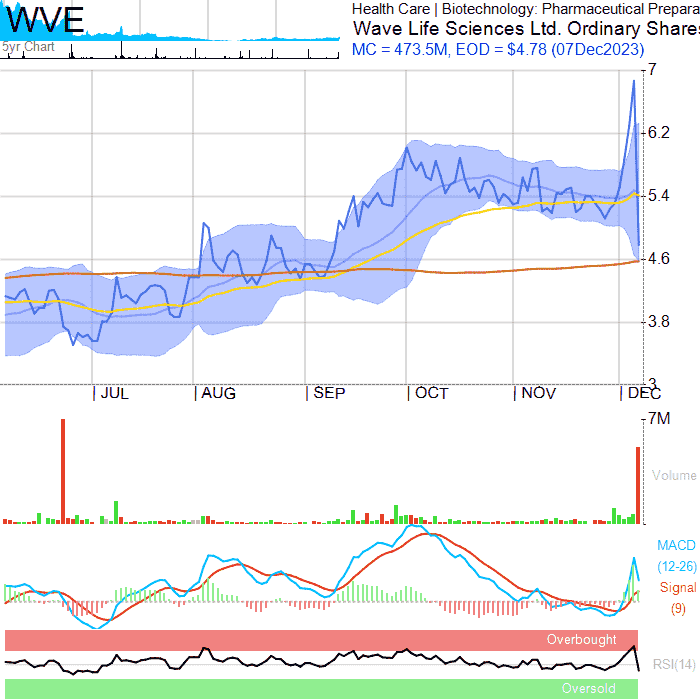 WVE
5yr Chart
Health Care | Biotechnology: Pharmaceutical Prepara
Wave Life Sciences Ltd. Ordinary Shares
MC = 473.5M, EOD = $4.78 (07Dec2023)
7
6.2
5.4
4.6
3.8
3
JUL AUG SEP OCT NOV DEC
7M
Volume
MACD
(12-26)
Signal
(9)
Overbought
RSI(14)
Oversold